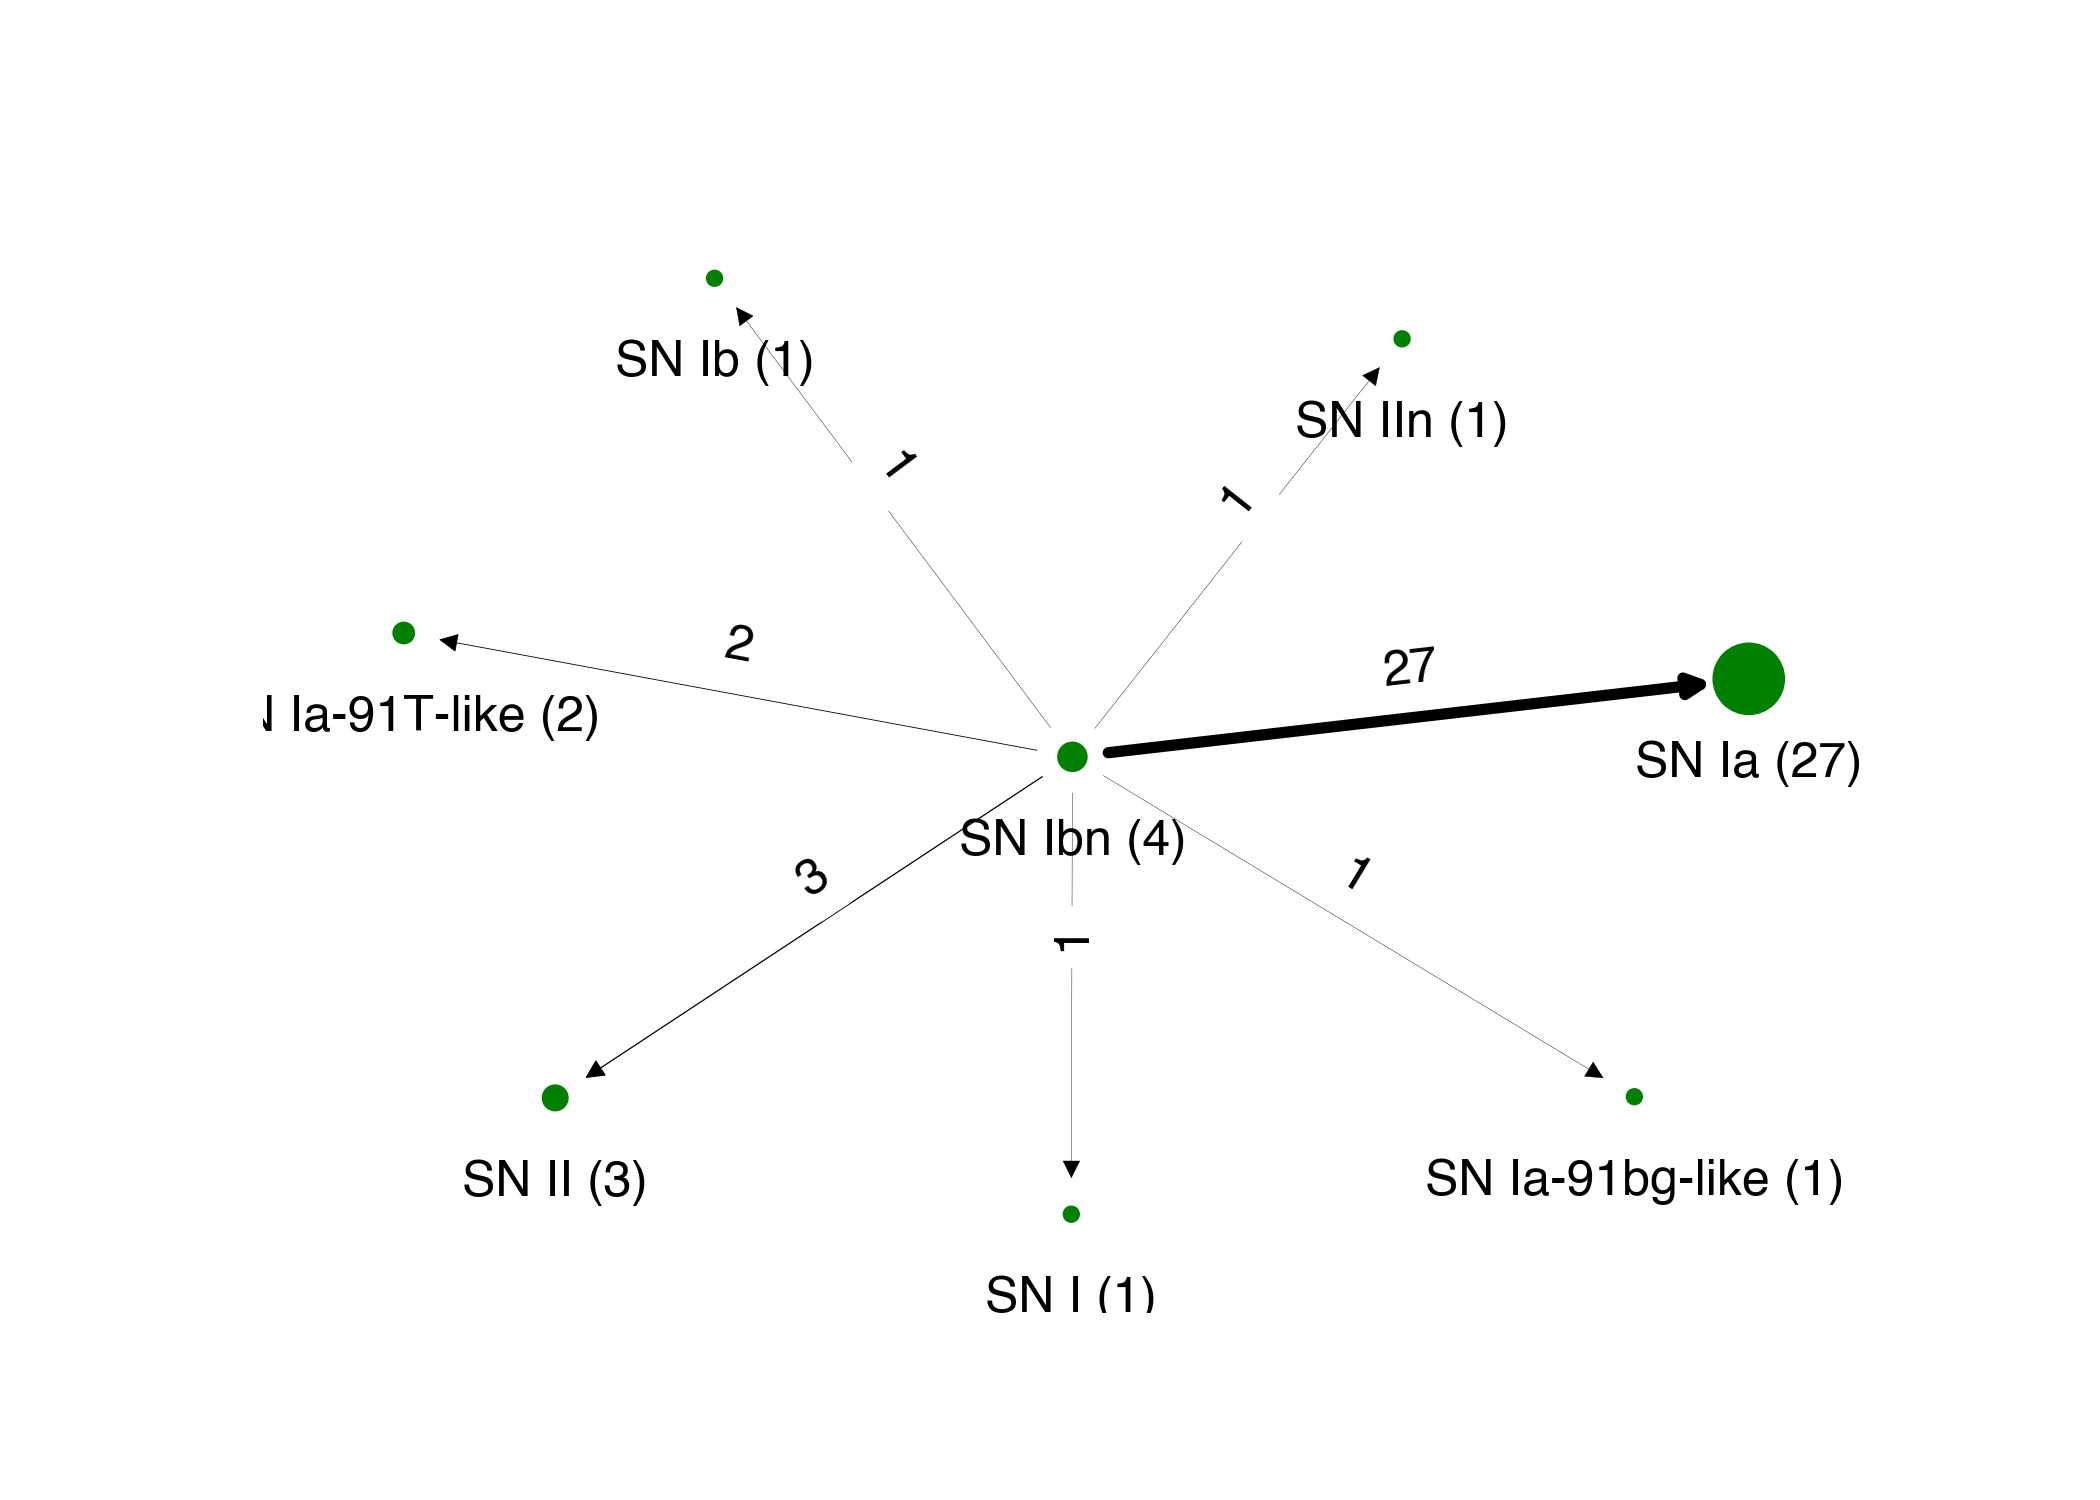 SN Ib (1)
SN IIn (1)
1
1
2
27
Ia-91T-like (2)
SN Ia (27)
SN Ibn (4)
3
1
1
SN II (3)
SN Ia-91bg-like (1)
SN I (1)